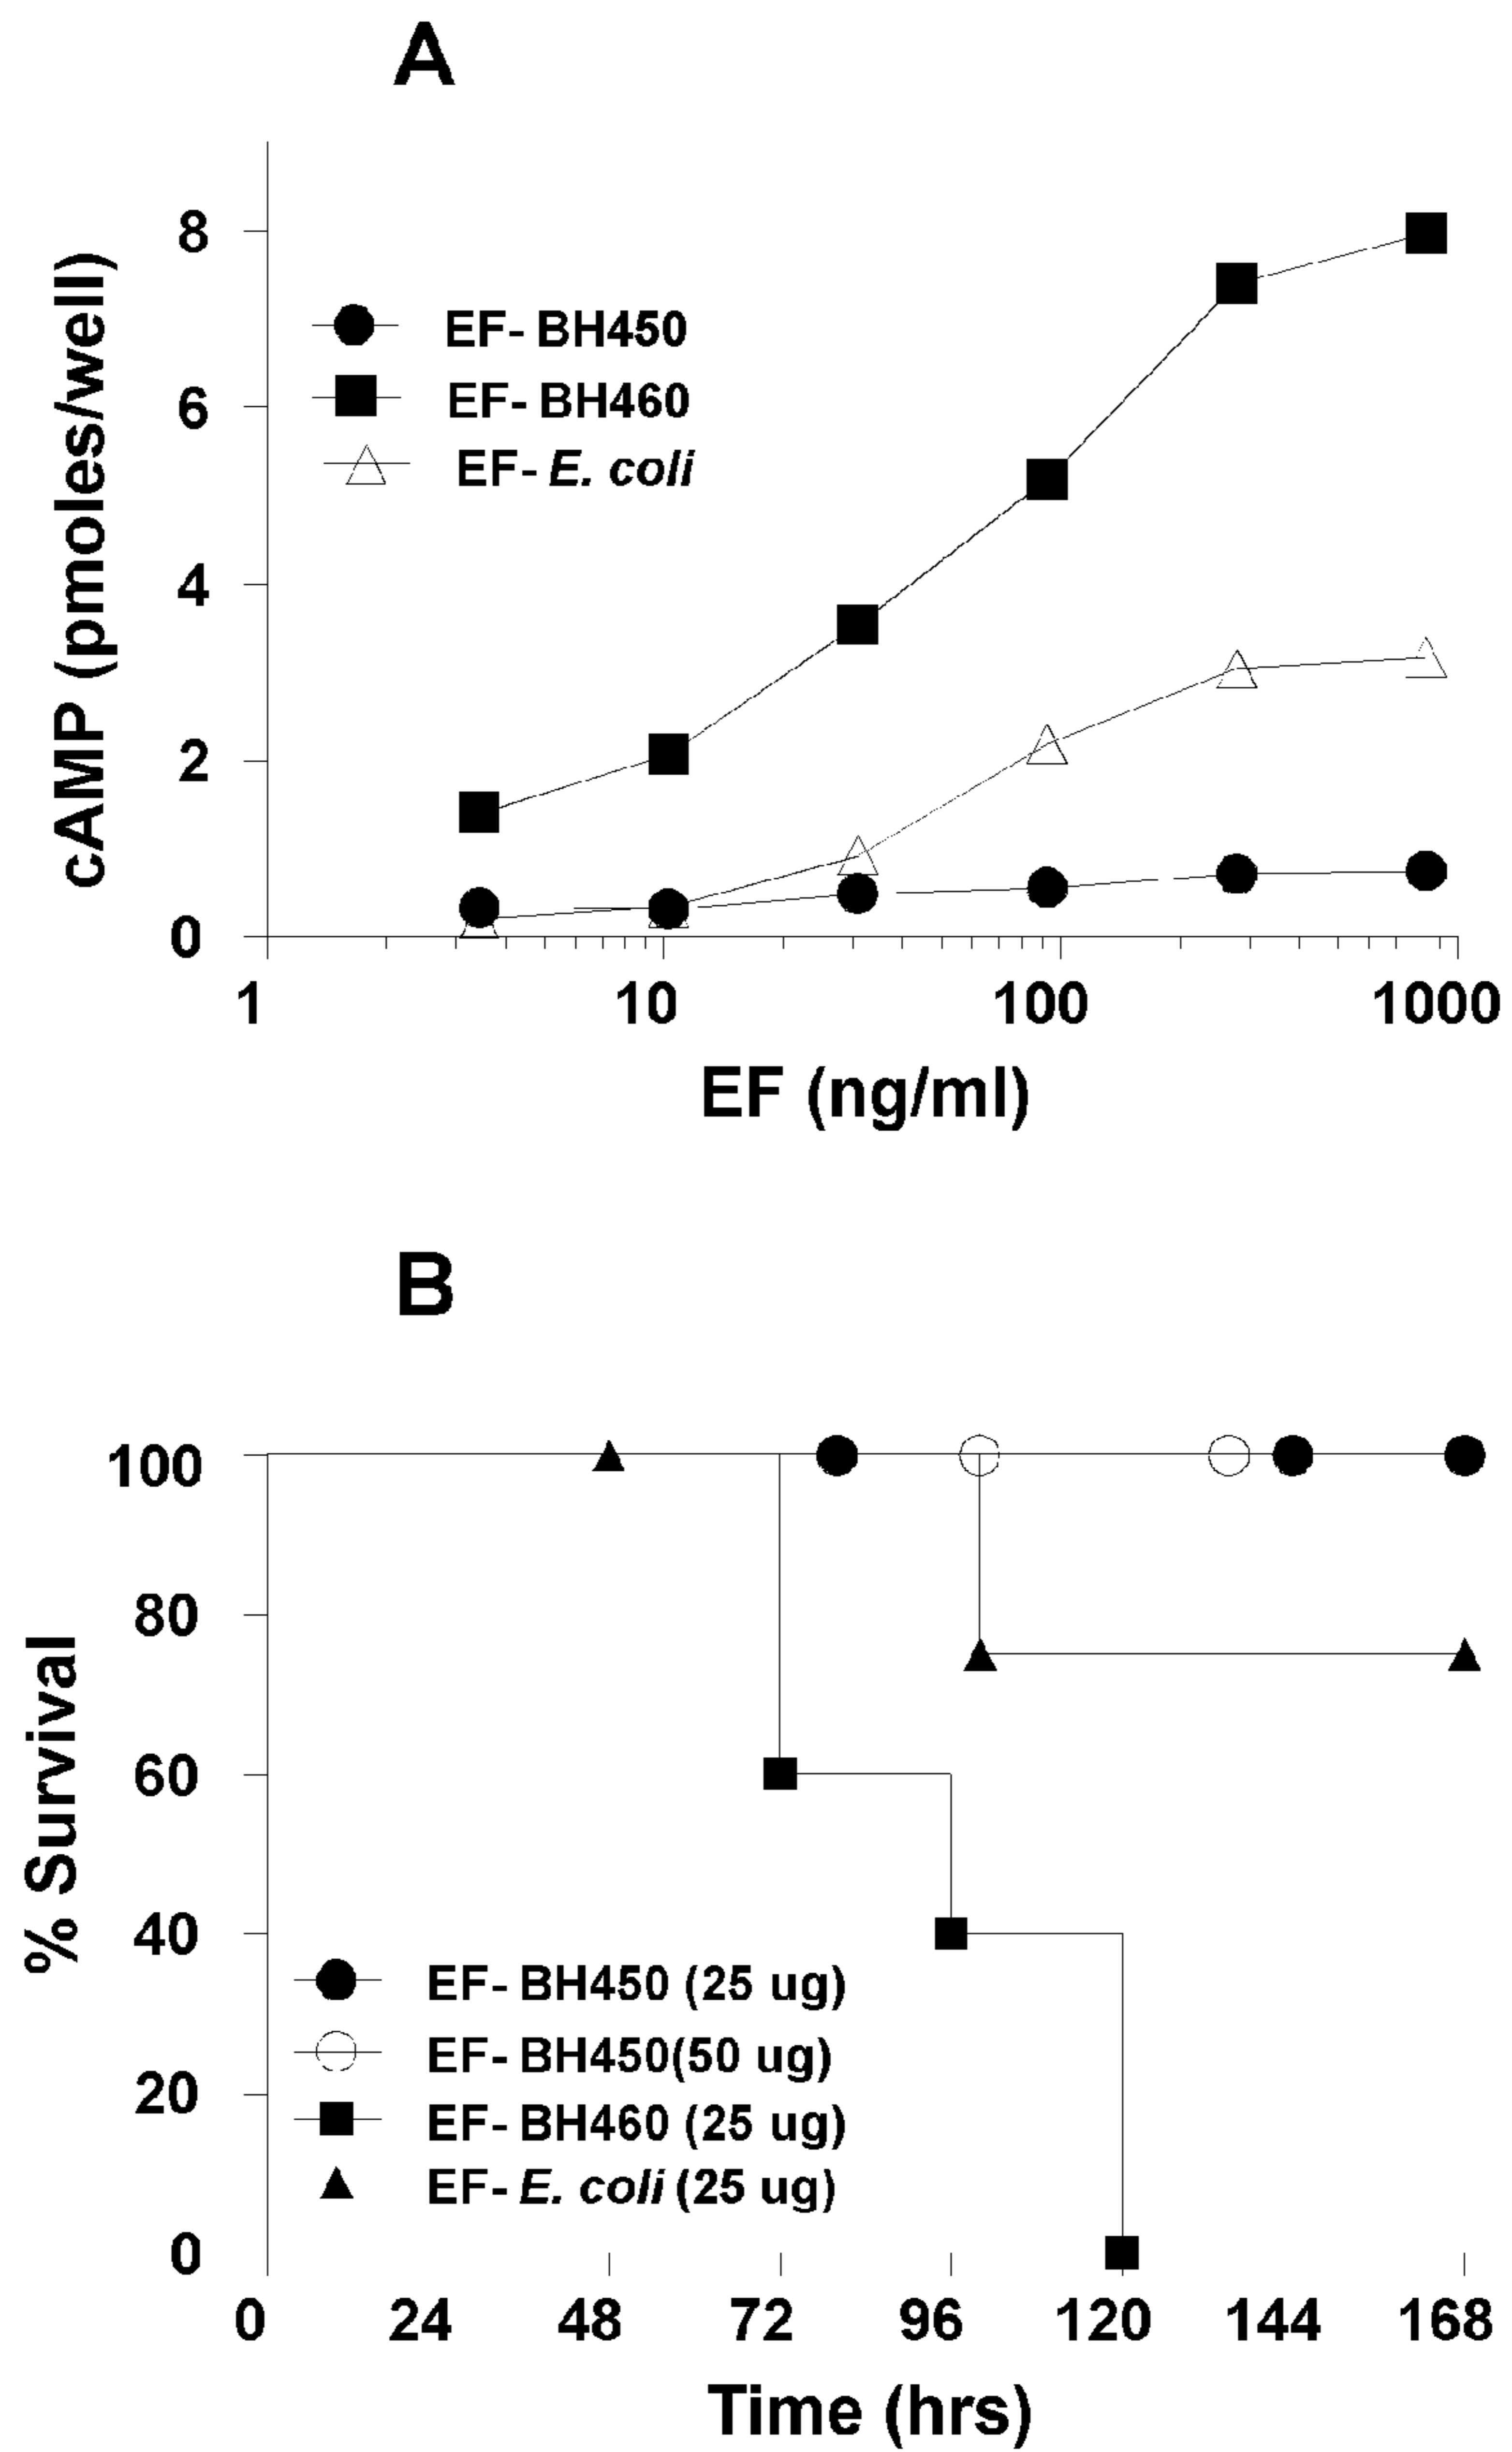 A
8
6
4
2
0
cAMP (pmoles/well)
EF- BH450
EF- BH460
EF- E. coli
1 10 100 1000
EF (ng/ml)
B
100
80
60
40
20
0
% Survival
EF- BH450 (25 ug)
EF- BH450(50 ug)
EF- BH460 (25 ug)
EF- E. coli (25 ug)
0 24 48 72 96 120 144 168
Time (hrs)